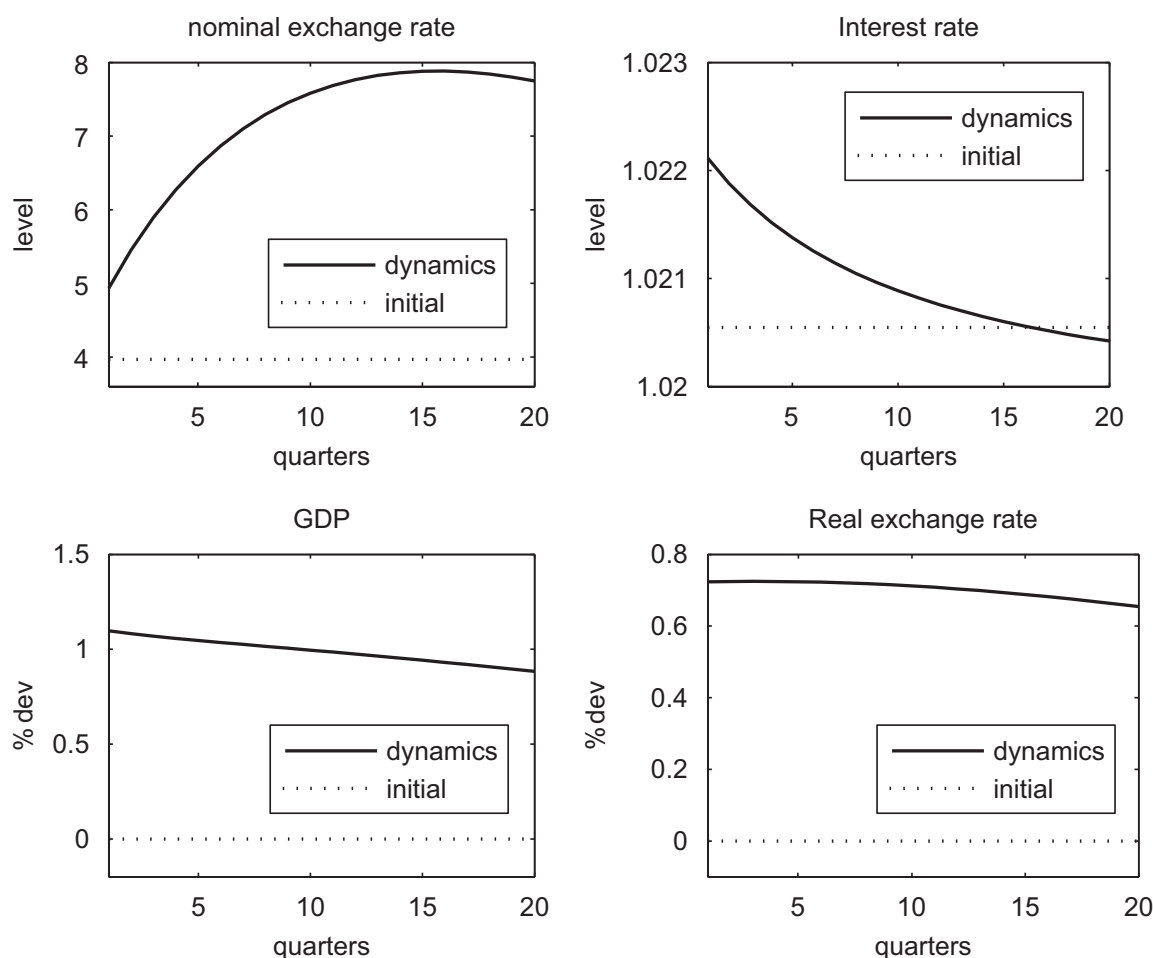 nominal exchange rate
8
7
6
5
4
level
dynamics
initial
5
10
15
20
quarters
Interest rate
1.023
1.022
1.021
1.02
level
dynamics
initial
5
10
15
20
quarters
GDP
1.5
1
0.5
0
% dev
dynamics
initial
5
10
15
20
quarters
Real exchange rate
0.8
0.6
0.4
0.2
0
% dev
dynamics
initial
5
10
15
20
quarters